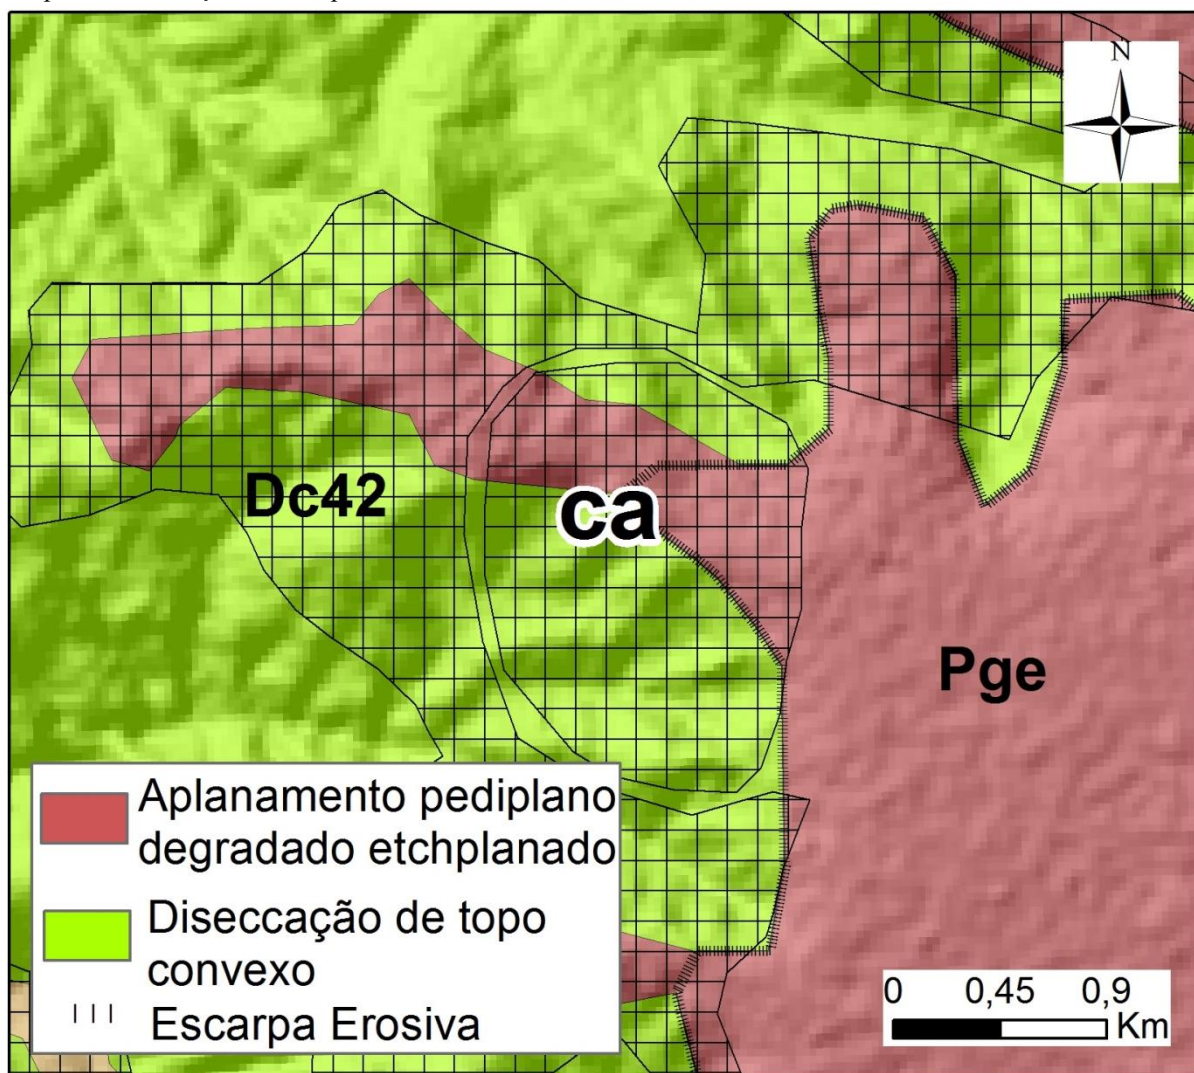 N
Dc42
ca
Pge
Aplanamento pediplano
degradado etchplanado
Diseccação de topo
convexo
Escarpa Erosiva
0 0,45 0,9
Km